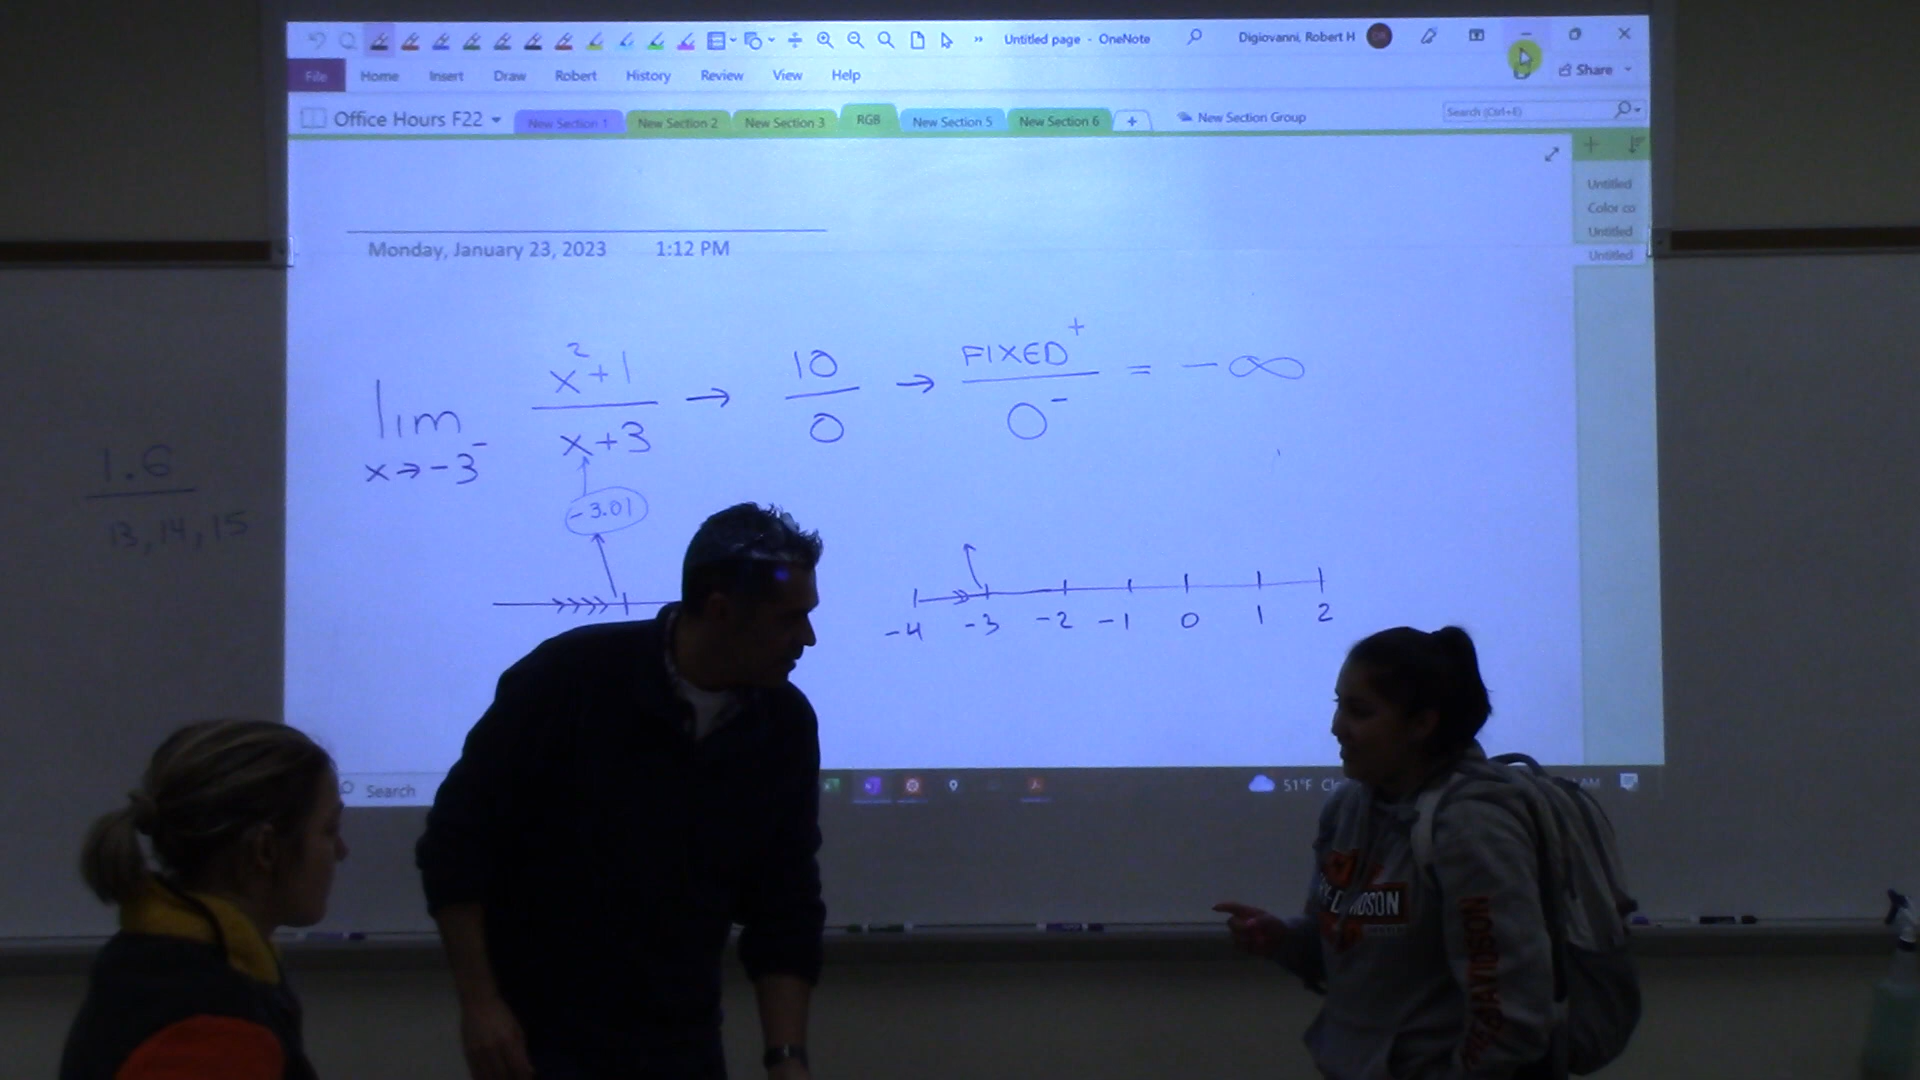 Untitled page - OneNote
Digiovanni, Robert H
File Home Insert Draw Robert History Review View Help
Share
Office Hours F22
New Section 1 New Section 2 New Section 3 RGB New Section 5 New Section 6 + New Section Group
Search (Ctrl+E)
Untitled
Color co
Untitled
Untitled
Monday, January 23, 2023 1:12 PM
lim x→-3⁻ (x²+1)/(x+3) → 10/0 → FIXED⁺/0⁻ = -∞
-3.01
-4 -3 -2 -1 0 1 2
1.6
13, 14, 15
Search
51°F
AM
DSON
DAVIDSON